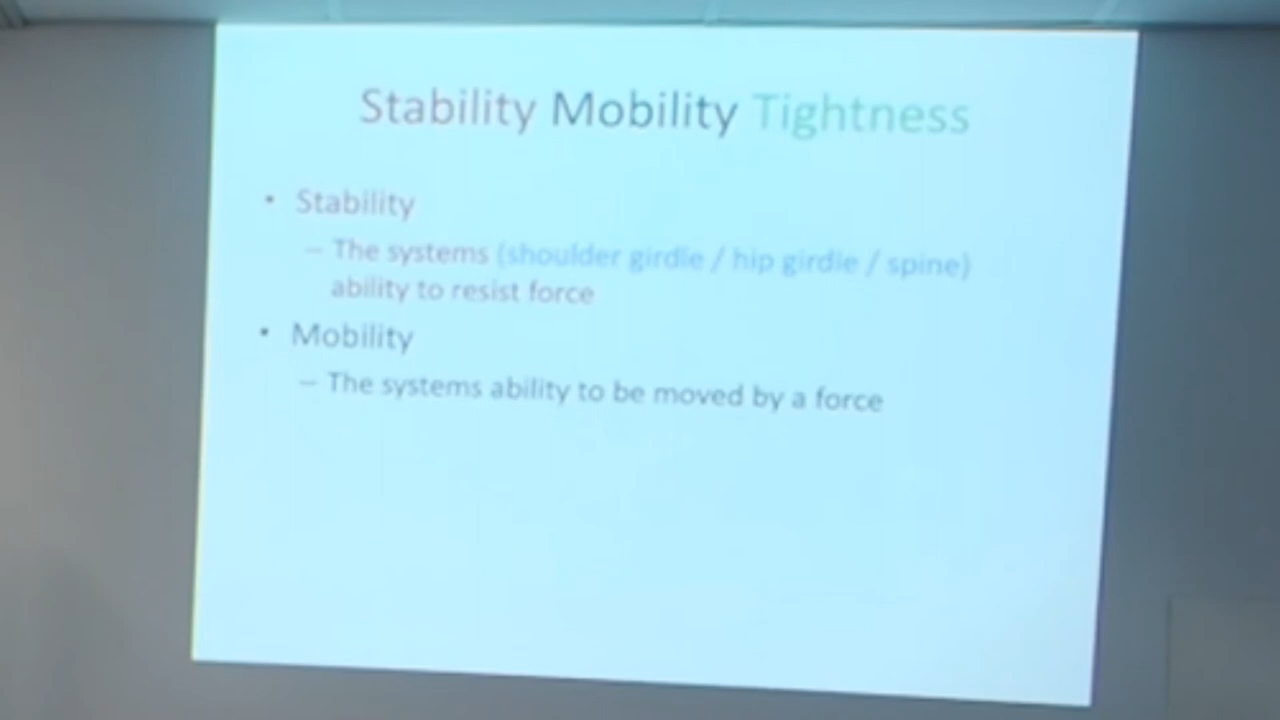 Stability Mobility Tightness
• Stability
– The systems (shoulder girdle / hip girdle / spine)
ability to resist force
• Mobility
– The systems ability to be moved by a force